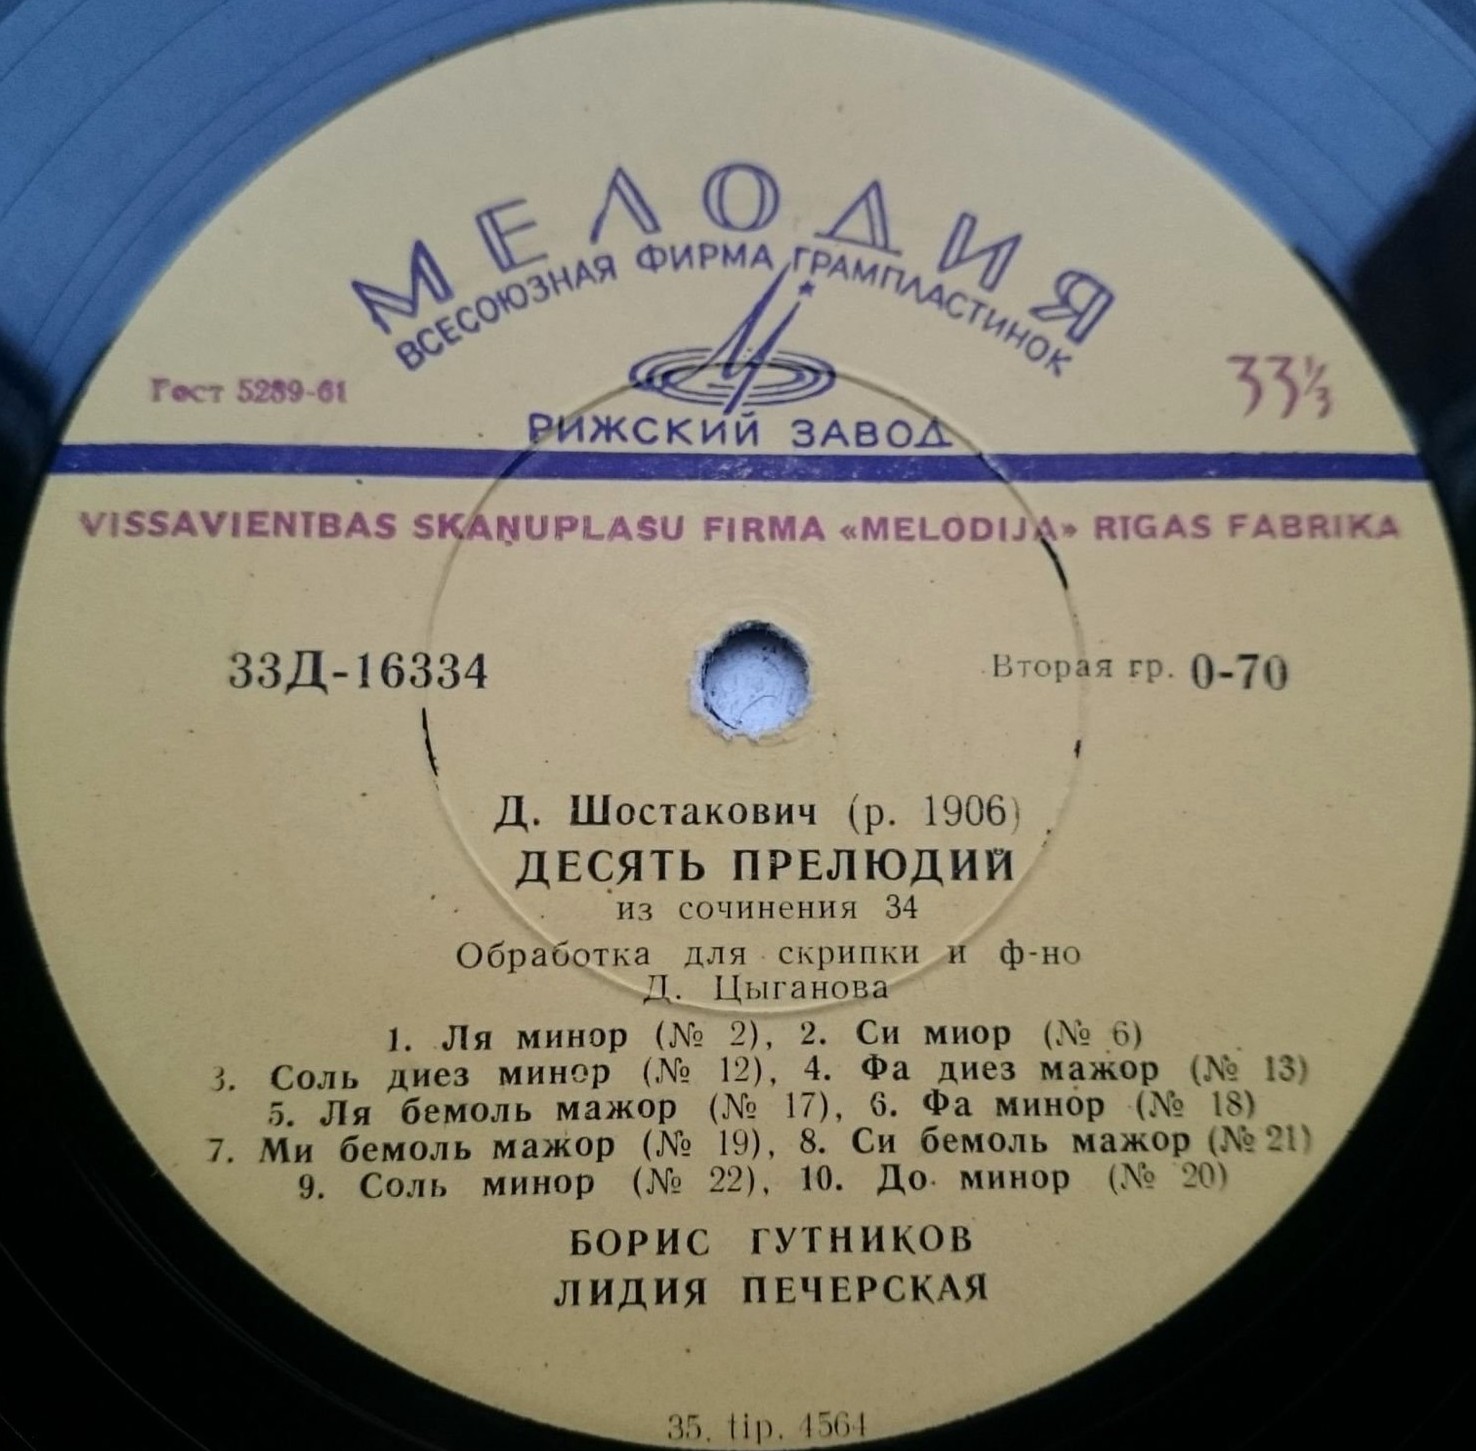 МЕЛОДИЯ
ВСЕСОЮЗНАЯ ФИРМА ГРАМПЛАСТИНОК
Гост 5289-61
33⅓
РИЖСКИЙ ЗАВОД
VISSAVIENĪBAS SKAŅUPLAŠU FIRMA «MELODIJA» RĪGAS FABRIKA
33Д-16334
Вторая гр. 0-70
Д. Шостакович (р. 1906)
ДЕСЯТЬ ПРЕЛЮДИЙ
из сочинения 34
Обработка для скрипки и ф-но
Д. Цыганова
1. Ля минор (№ 2), 2. Си миор (№ 6)
3. Соль диез минор (№ 12), 4. Фа диез мажор (№ 13)
5. Ля бемоль мажор (№ 17), 6. Фа минор (№ 18)
7. Ми бемоль мажор (№ 19), 8. Си бемоль мажор (№ 21)
9. Соль минор (№ 22), 10. До минор (№ 20)
БОРИС ГУТНИКОВ
ЛИДИЯ ПЕЧЕРСКАЯ
35. tip. 4564